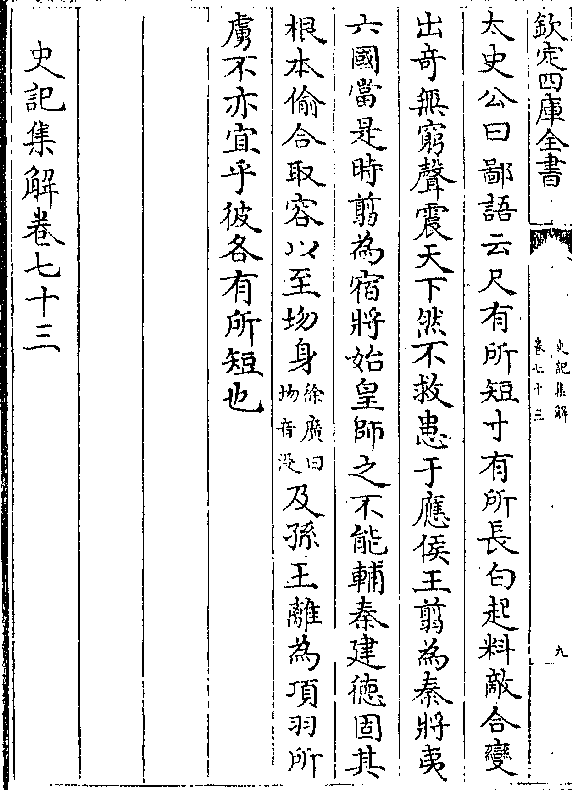 欽定四庫全書
史記集解
卷七十三
九
太史公曰鄙語云尺有所短寸有所長白起料敵合變
出奇無窮聲震天下然不救患于應侯王翦為秦將夷
六國當是時翦為宿將始皇師之不能輔秦建德固其
根本偷合取容以至圽身徐廣曰圽音沒及孫王離為項羽所
虜不亦宜乎彼各有所短也
史記集解卷七十三